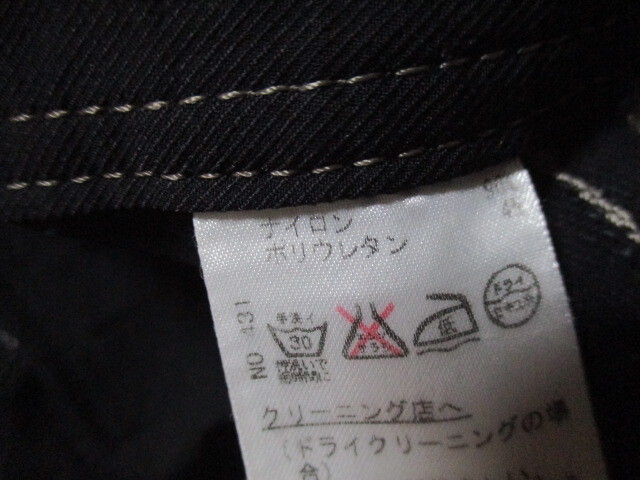 ナイロン
ポリウレタン
NO 431
手洗イ
30
低
ドライ
セキユ系
クリーニング店へ
(ドライクリーニングの場
合)